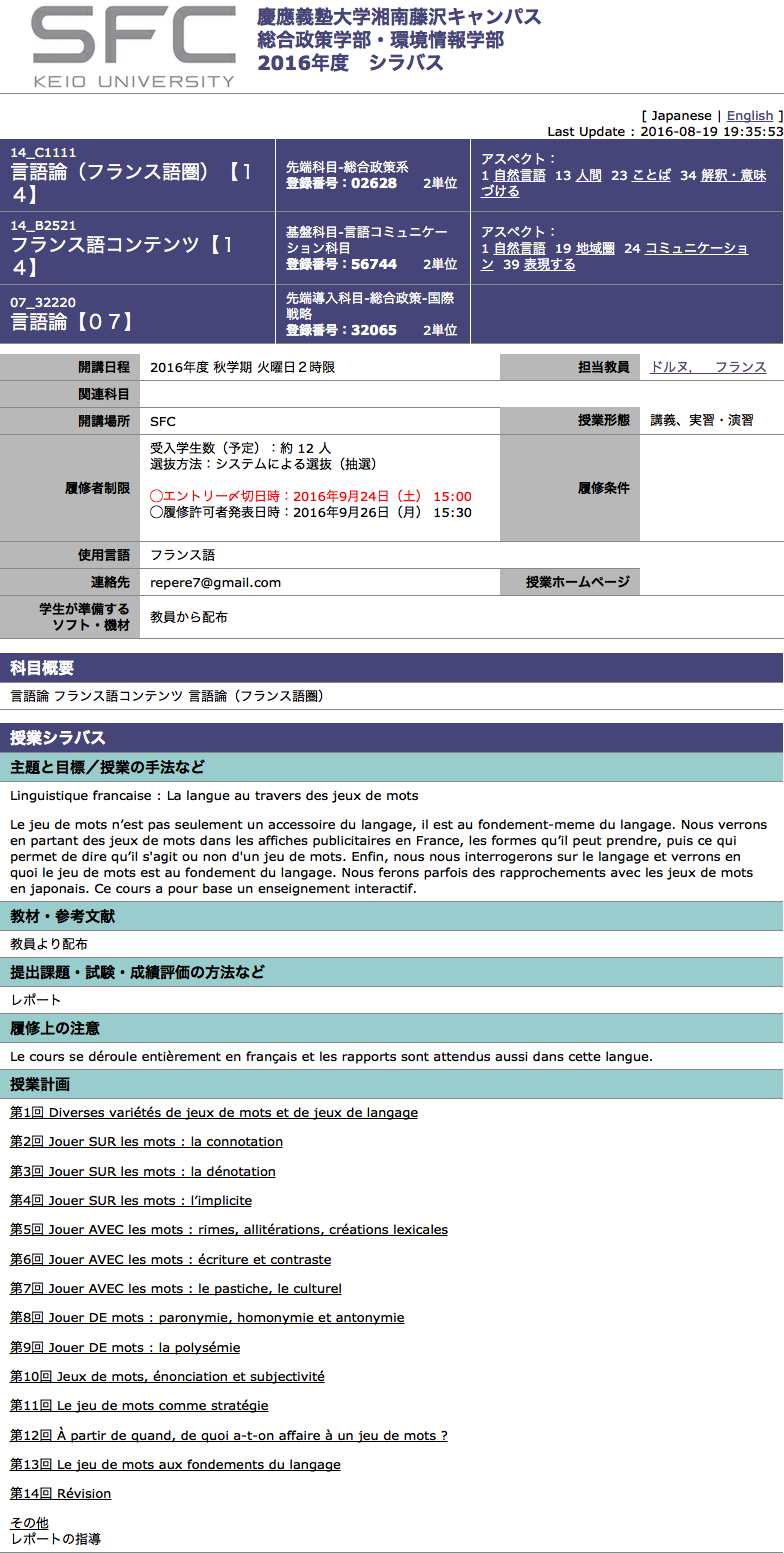 SFC
KEIO UNIVERSITY
慶應義塾大学湘南藤沢キャンパス
総合政策学部・環境情報学部
2016年度　シラバス
[ Japanese | English ]
Last Update : 2016-08-19 19:35:53
14_C1111
言語論（フランス語圏）【１
４】
先端科目-総合政策系
登録番号：02628　　2単位
アスペクト：
1 自然言語 13 人間 23 ことば 34 解釈・意味
づける
14_B2521
フランス語コンテンツ【１
４】
基盤科目-言語コミュニケー
ション科目
登録番号：56744　　2単位
アスペクト：
1 自然言語 19 地域圏 24 コミュニケーショ
ン 39 表現する
07_32220
言語論【０７】
先端導入科目-総合政策-国際
戦略
登録番号：32065　　2単位
開講日程 2016年度 秋学期 火曜日２時限 担当教員 ドルヌ,　フランス
関連科目
開講場所 SFC 授業形態 講義、実習・演習
履修者制限
受入学生数（予定）：約 12 人
選抜方法：システムによる選抜（抽選）
◯エントリー〆切日時：2016年9月24日（土） 15:00
◯履修許可者発表日時：2016年9月26日（月） 15:30
履修条件
使用言語 フランス語
連絡先 repere7@gmail.com 授業ホームページ
学生が準備する
ソフト・機材
教員から配布
科目概要
言語論 フランス語コンテンツ 言語論（フランス語圏）
授業シラバス
主題と目標／授業の手法など
Linguistique francaise : La langue au travers des jeux de mots
Le jeu de mots n’est pas seulement un accessoire du langage, il est au fondement-meme du langage. Nous verrons
en partant des jeux de mots dans les affiches publicitaires en France, les formes qu’il peut prendre, puis ce qui
permet de dire qu’il s'agit ou non d'un jeu de mots. Enfin, nous nous interrogerons sur le langage et verrons en
quoi le jeu de mots est au fondement du langage. Nous ferons parfois des rapprochements avec les jeux de mots
en japonais. Ce cours a pour base un enseignement interactif.
教材・参考文献
教員より配布
提出課題・試験・成績評価の方法など
レポート
履修上の注意
Le cours se déroule entièrement en français et les rapports sont attendus aussi dans cette langue.
授業計画
第1回 Diverses variétés de jeux de mots et de jeux de langage
第2回 Jouer SUR les mots : la connotation
第3回 Jouer SUR les mots : la dénotation
第4回 Jouer SUR les mots : l’implicite
第5回 Jouer AVEC les mots : rimes, allitérations, créations lexicales
第6回 Jouer AVEC les mots : écriture et contraste
第7回 Jouer AVEC les mots : le pastiche, le culturel
第8回 Jouer DE mots : paronymie, homonymie et antonymie
第9回 Jouer DE mots : la polysémie
第10回 Jeux de mots, énonciation et subjectivité
第11回 Le jeu de mots comme stratégie
第12回 À partir de quand, de quoi a-t-on affaire à un jeu de mots ?
第13回 Le jeu de mots aux fondements du langage
第14回 Révision
その他
レポートの指導